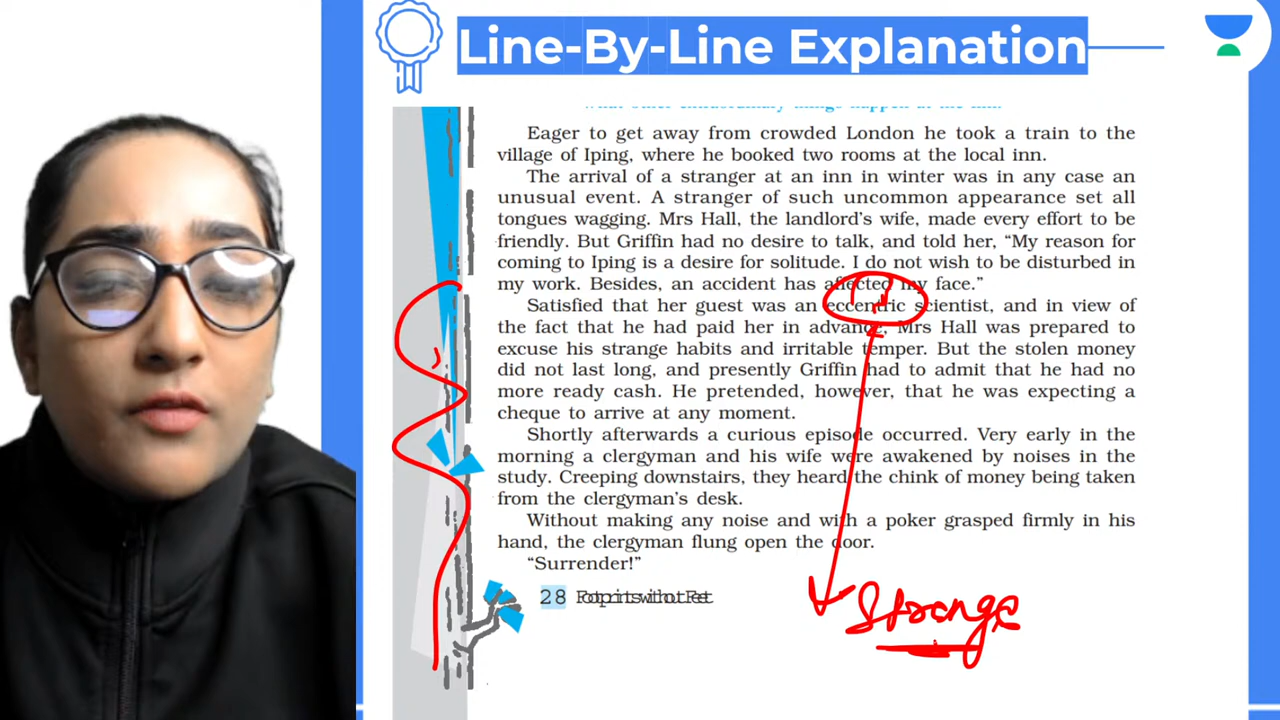 Line-By-Line Explanation
what other extraordinary things happen at the inn.
Eager to get away from crowded London he took a train to the
village of Iping, where he booked two rooms at the local inn.
The arrival of a stranger at an inn in winter was in any case an
unusual event. A stranger of such uncommon appearance set all
tongues wagging. Mrs Hall, the landlord's wife, made every effort to be
friendly. But Griffin had no desire to talk, and told her, “My reason for
coming to Iping is a desire for solitude. I do not wish to be disturbed in
my work. Besides, an accident has affected my face.”
Satisfied that her guest was an eccentric scientist, and in view of
the fact that he had paid her in advance, Mrs Hall was prepared to
excuse his strange habits and irritable temper. But the stolen money
did not last long, and presently Griffin had to admit that he had no
more ready cash. He pretended, however, that he was expecting a
cheque to arrive at any moment.
Shortly afterwards a curious episode occurred. Very early in the
morning a clergyman and his wife were awakened by noises in the
study. Creeping downstairs, they heard the chink of money being taken
from the clergyman's desk.
Without making any noise and with a poker grasped firmly in his
hand, the clergyman flung open the door.
“Surrender!”
28
Strange